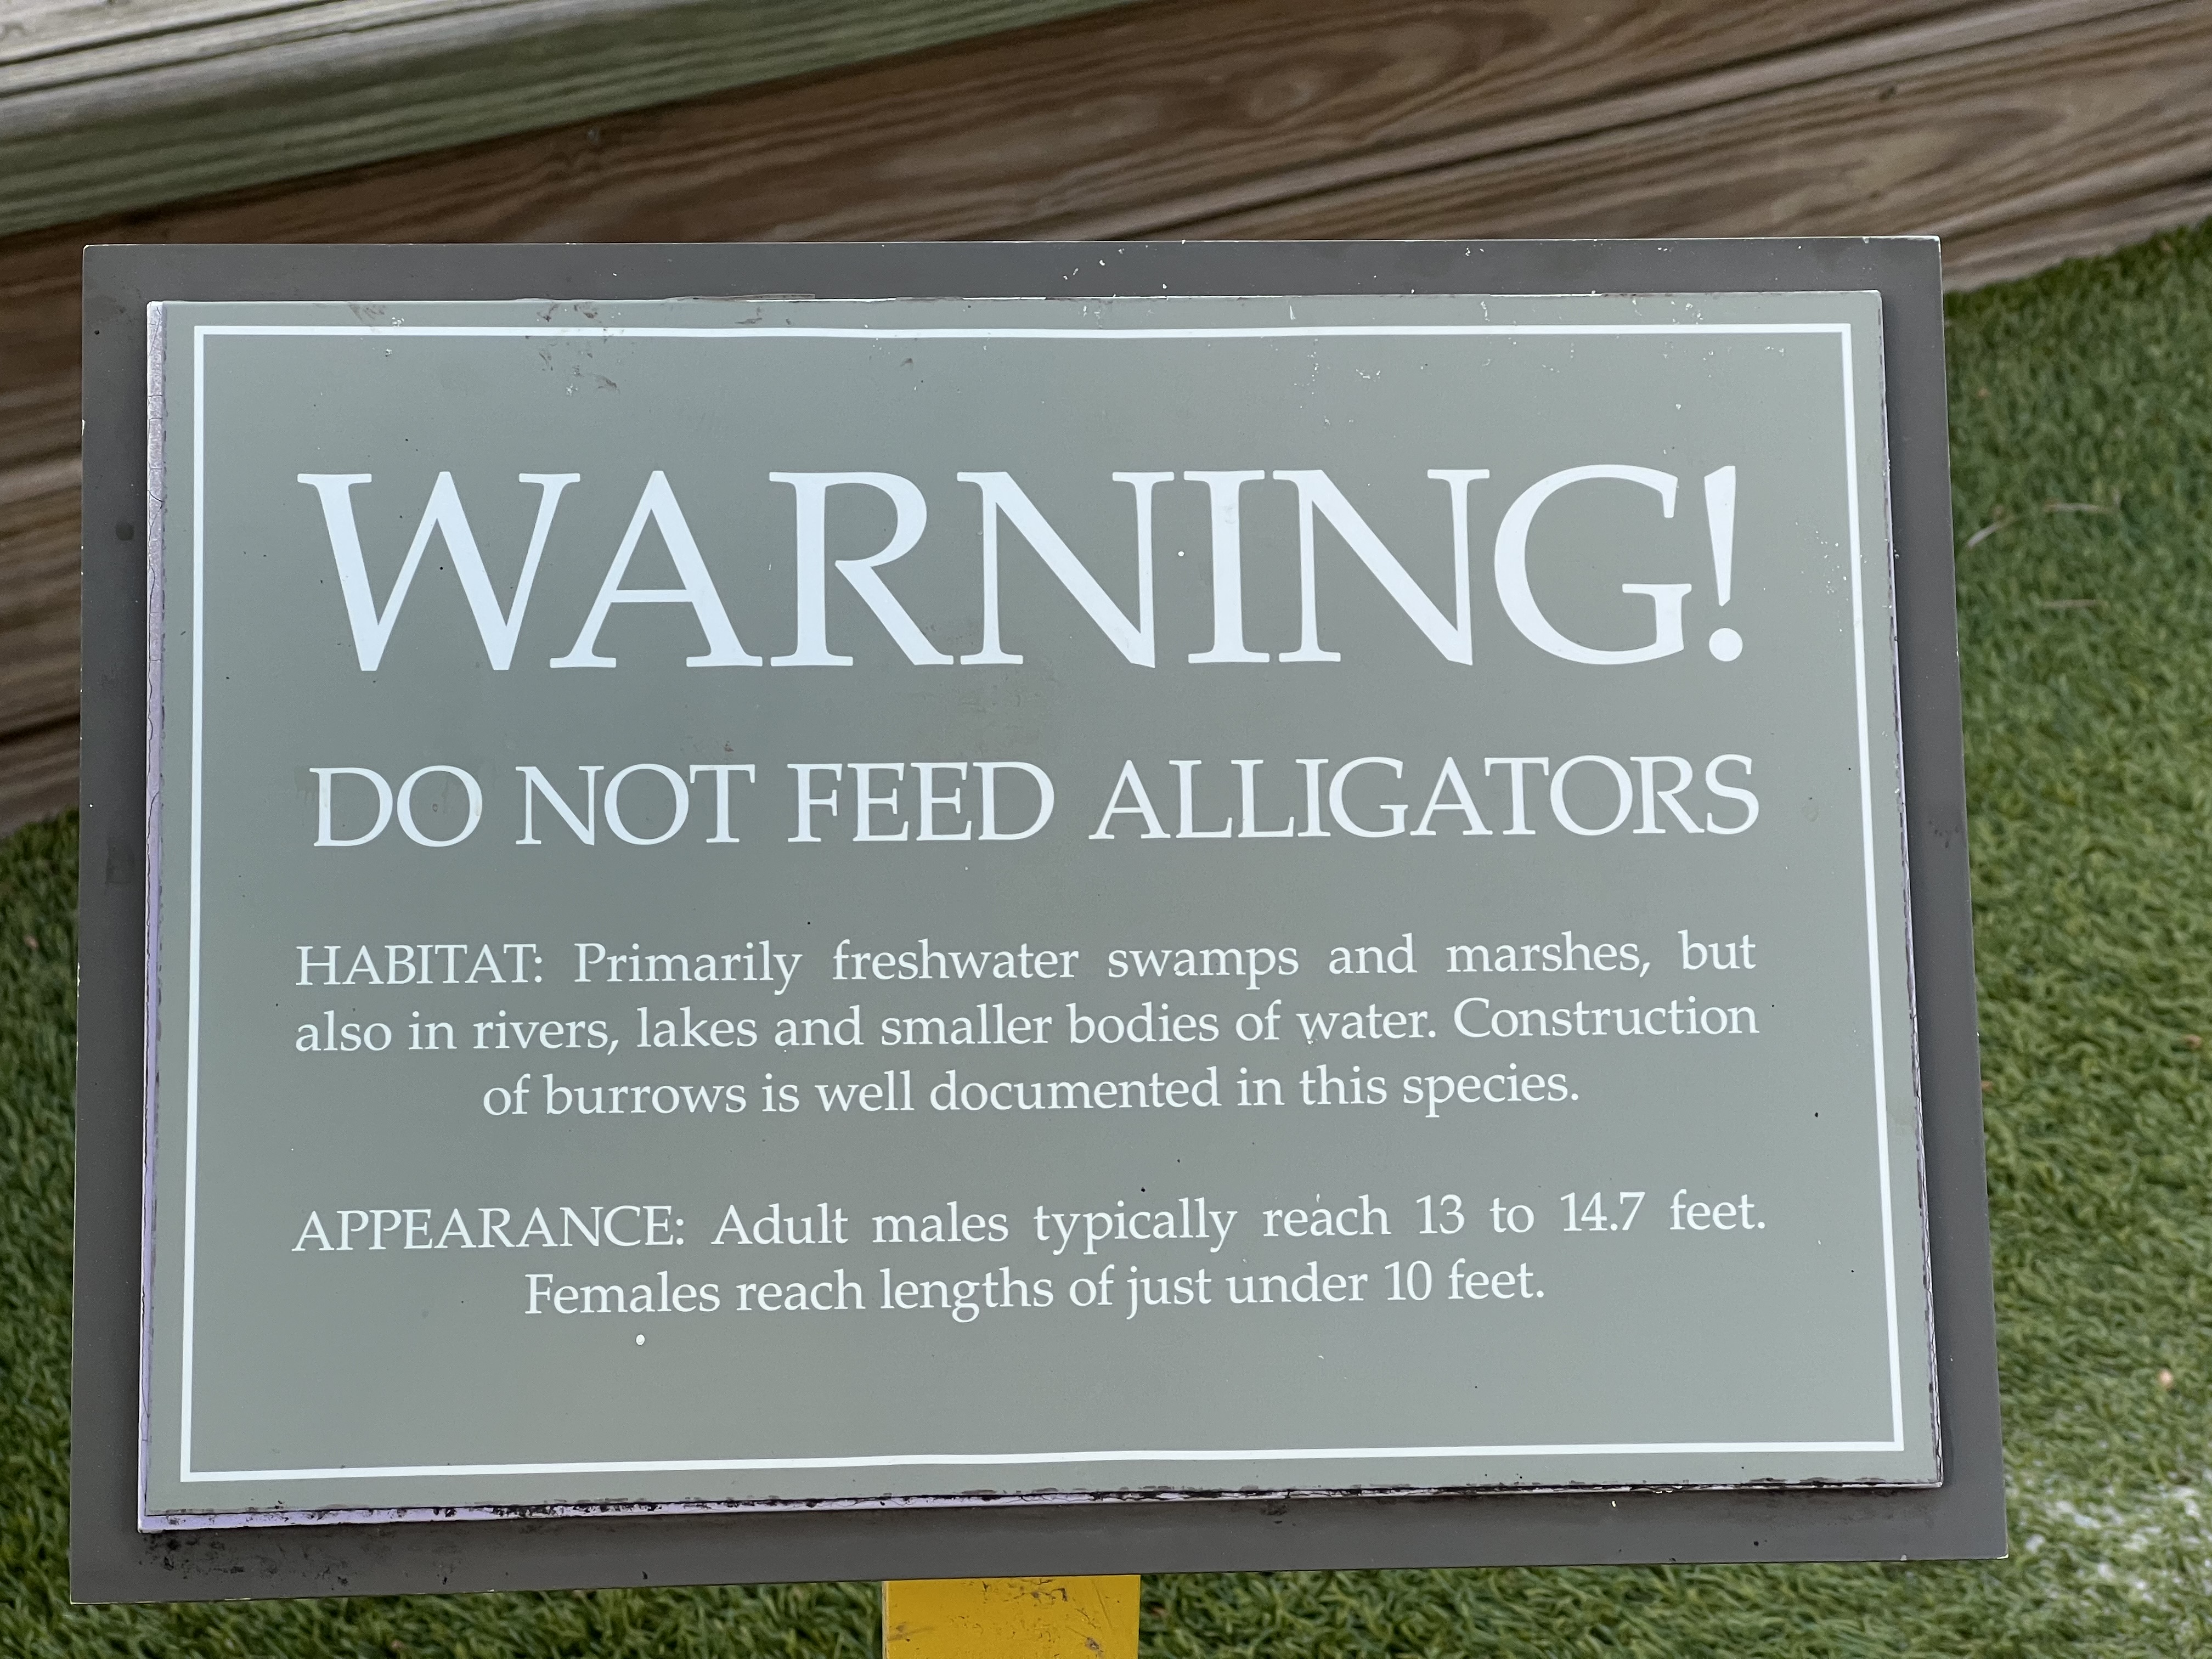 WARNING!
DO NOT FEED ALLIGATORS
HABITAT: Primarily freshwater swamps and marshes, but
also in rivers, lakes and smaller bodies of water. Construction
of burrows is well documented in this species.
APPEARANCE: Adult males typically reach 13 to 14.7 feet.
Females reach lengths of just under 10 feet.